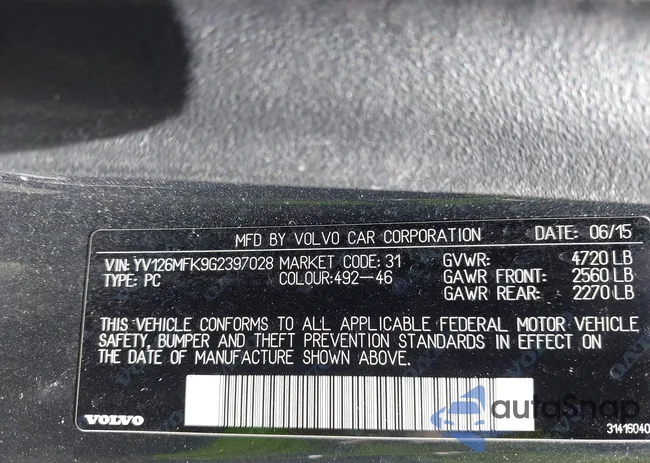 MFD BY VOLVO CAR CORPORATION DATE: 06/15
VIN: YV126MFK9G2397028 MARKET CODE: 31 GVWR: 4720 LB
TYPE: PC COLOUR:492-46 GAWR FRONT: 2560 LB
GAWR REAR: 2270 LB
THIS VEHICLE CONFORMS TO ALL APPLICABLE FEDERAL MOTOR VEHICLE
SAFETY, BUMPER AND THEFT PREVENTION STANDARDS IN EFFECT ON
THE DATE OF MANUFACTURE SHOWN ABOVE.
VOLVO
autoSnap
31416040